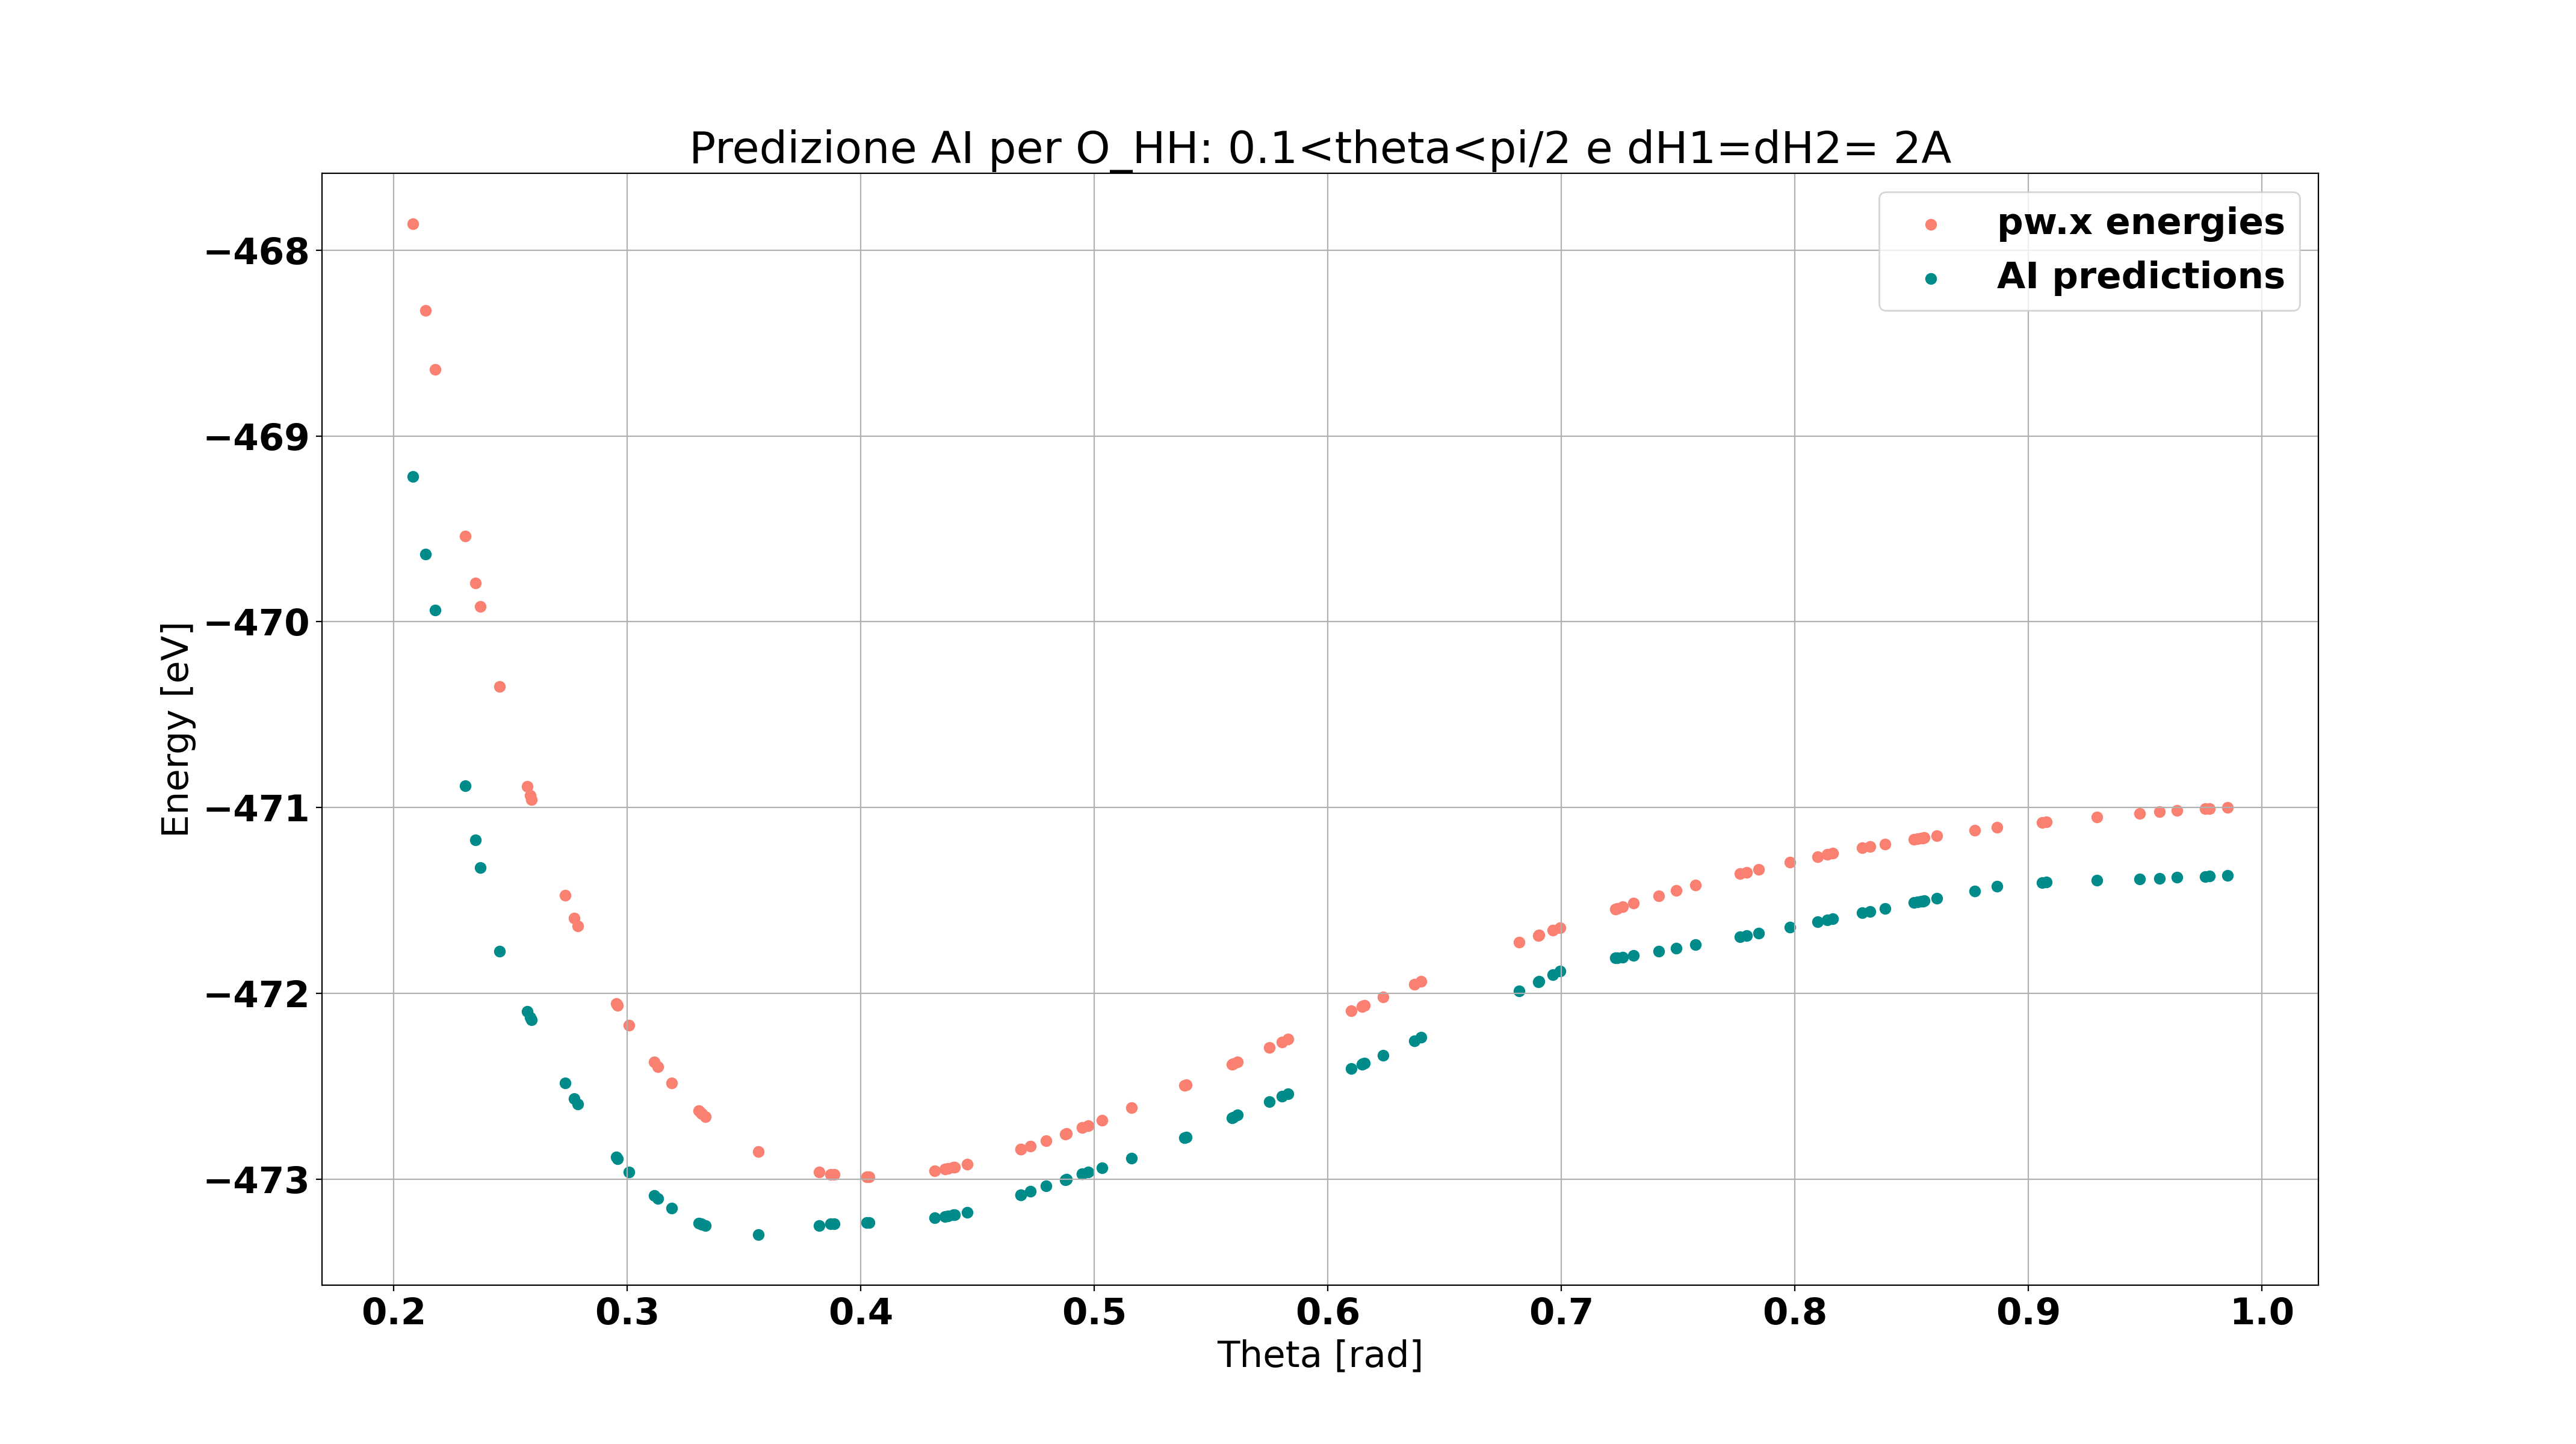 Predizione AI per O_HH: 0.1<theta<pi/2 e dH1=dH2= 2A
pw.x energies
AI predictions
Energy [eV]
−468
−469
−470
−471
−472
−473
0.2 0.3 0.4 0.5 0.6 0.7 0.8 0.9 1.0
Theta [rad]